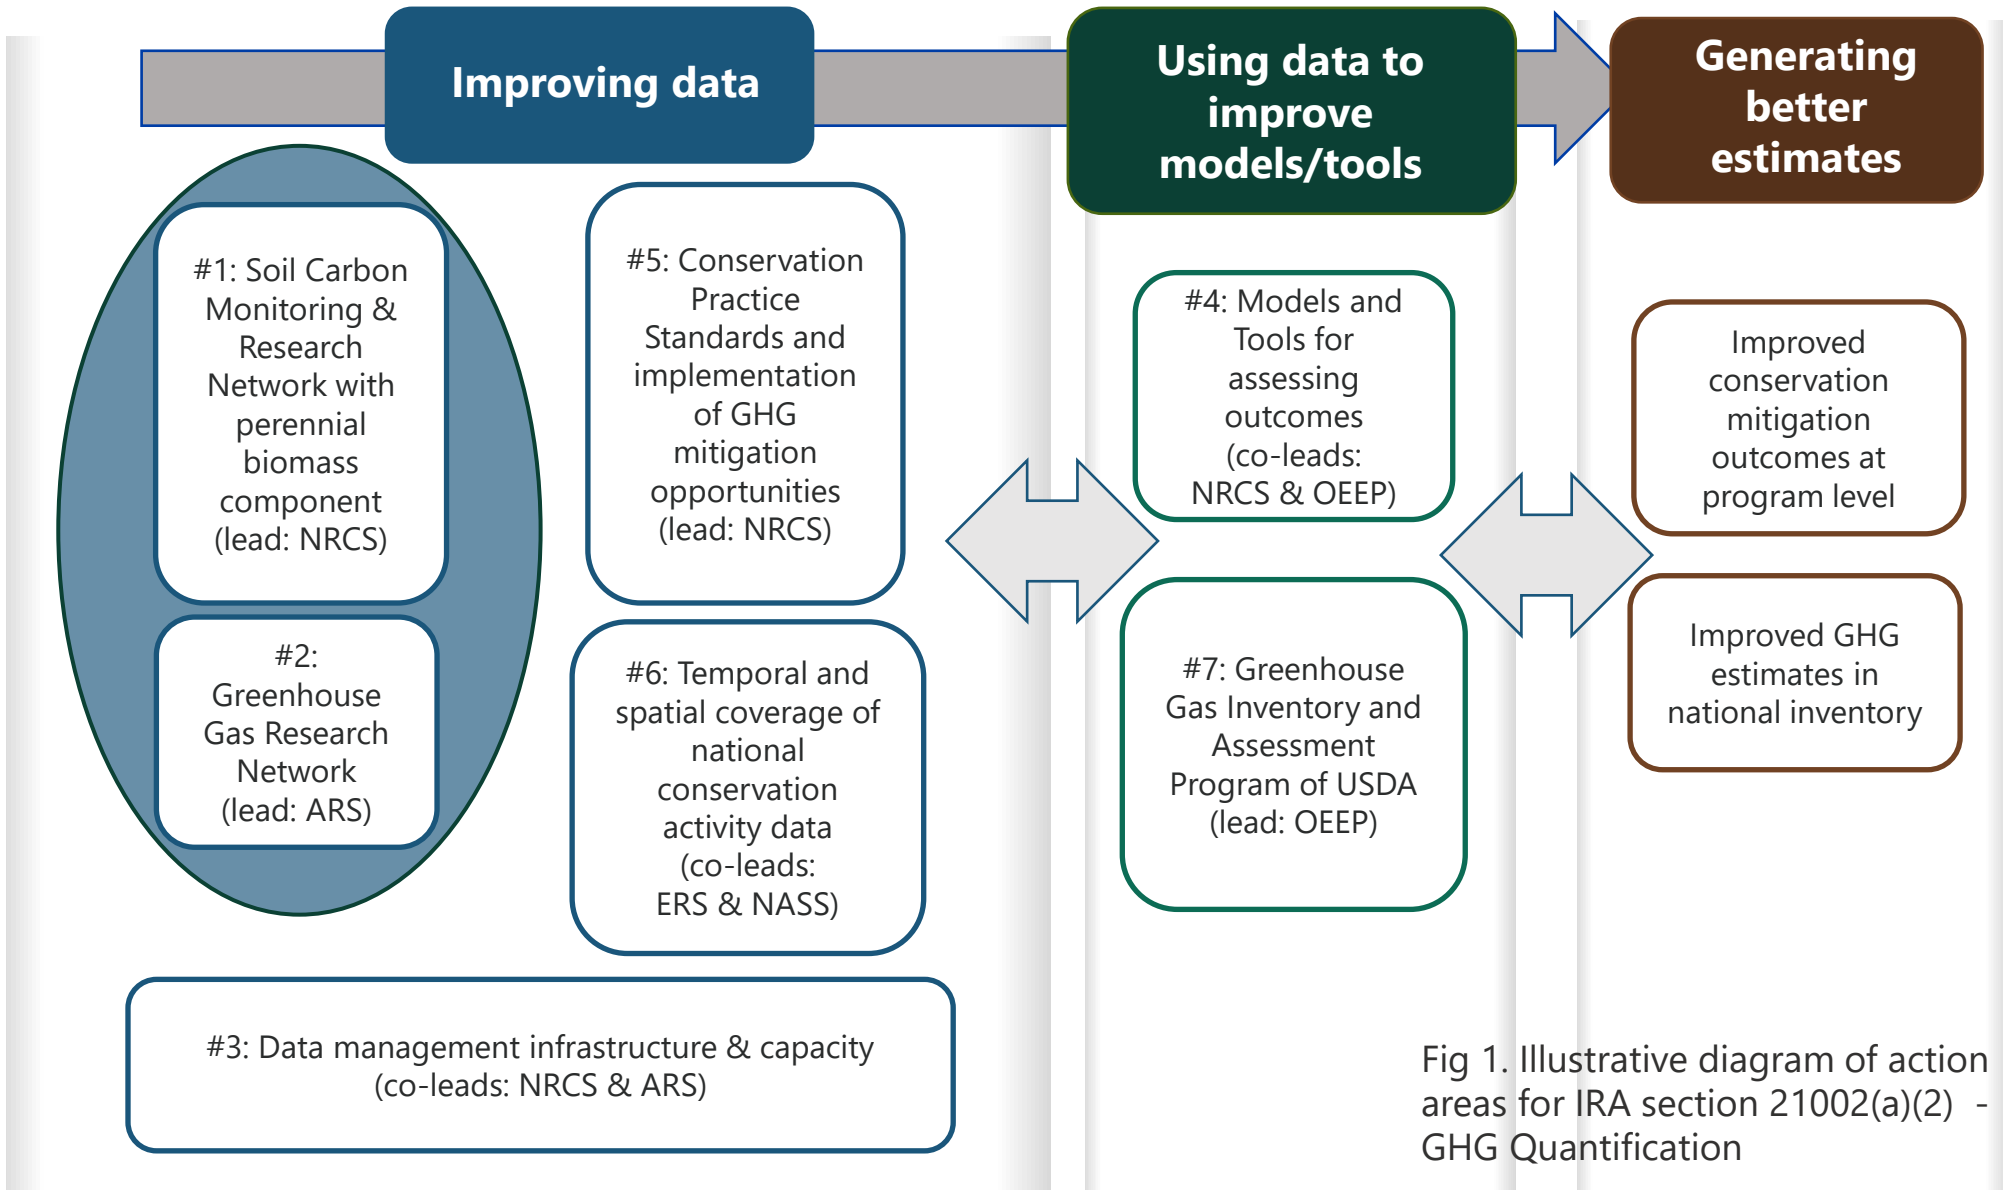 Improving data
Using data to
improve
models/tools
Generating
better
estimates
#1: Soil Carbon
Monitoring &
Research
Network with
perennial
biomass
component
(lead: NRCS)
#2:
Greenhouse
Gas Research
Network
(lead: ARS)
#5: Conservation
Practice
Standards and
implementation
of GHG
mitigation
opportunities
(lead: NRCS)
#6: Temporal and
spatial coverage of
national
conservation
activity data
(co-leads:
ERS & NASS)
#3: Data management infrastructure & capacity
(co-leads: NRCS & ARS)
#4: Models and
Tools for
assessing
outcomes
(co-leads:
NRCS & OEEP)
#7: Greenhouse
Gas Inventory and
Assessment
Program of USDA
(lead: OEEP)
Improved
conservation
mitigation
outcomes at
program level
Improved GHG
estimates in
national inventory
Fig 1. Illustrative diagram of action
areas for IRA section 21002(a)(2)  -
GHG Quantification